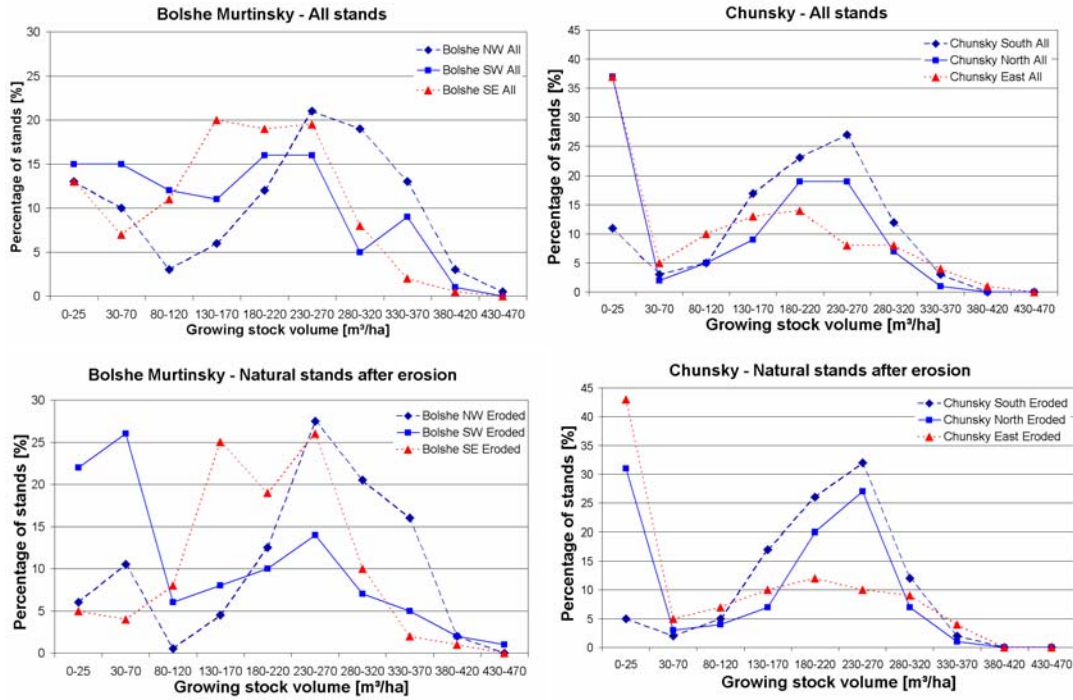 Bolshe Murtinsky - All stands
Percentage of stands [%]
30
25
20
15
10
5
0
Bolshe NW All
Bolshe SW All
Bolshe SE All
0-25 30-70 80-120 130-170 180-220 230-270 280-320 330-370 380-420 430-470
Growing stock volume [m³/ha]
Chunsky - All stands
Percentage of stands [%]
45
40
35
30
25
20
15
10
5
0
Chunsky South All
Chunsky North All
Chunsky East All
0-25 30-70 80-120 130-170 180-220 230-270 280-320 330-370 380-420 430-470
Growing stock volume [m³/ha]
Bolshe Murtinsky - Natural stands after erosion
Percentage of stands [%]
30
25
20
15
10
5
0
Bolshe NW Eroded
Bolshe SW Eroded
Bolshe SE Eroded
0-25 30-70 80-120 130-170 180-220 230-270 280-320 330-370 380-420 430-470
Growing stock volume [m³/ha]
Chunsky - Natural stands after erosion
Percentage of stands [%]
45
40
35
30
25
20
15
10
5
0
Chunsky South Eroded
Chunsky North Eroded
Chunsky East Eroded
0-25 30-70 80-120 130-170 180-220 230-270 280-320 330-370 380-420 430-470
Growing stock volume [m³/ha]